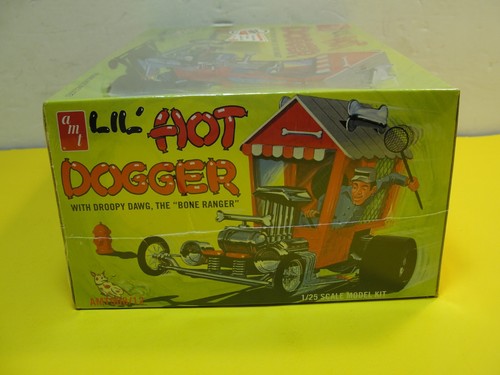 amt
LIL' HOT
DOGGER
WITH DROOPY DAWG, THE "BONE RANGER"
1/25 SCALE MODEL KIT